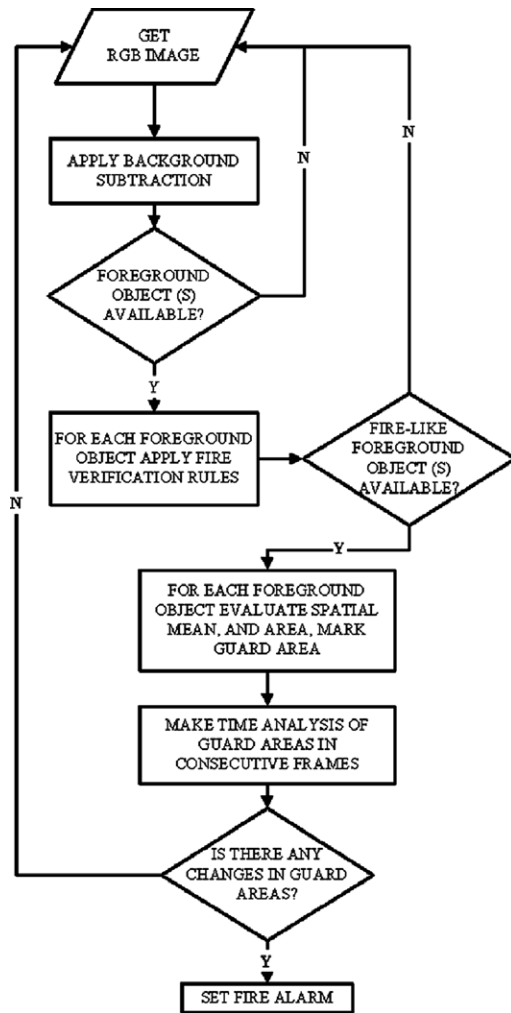 GET
RGB IMAGE
N
N
APPLY BACKGROUND
SUBTRACTION
FOREGROUND
OBJECT (S)
AVAILABLE?
Y
FOR EACH FOREGROUND
OBJECT APPLY FIRE
VERIFICATION RULES
FIRE-LIKE
FOREGROUND
OBJECT (S)
AVAILABLE?
N
Y
FOR EACH FOREGROUND
OBJECT EVALUATE SPATIAL
MEAN, AND AREA, MARK
GUARD AREA
MAKE TIME ANALYSIS OF
GUARD AREAS IN
CONSECUTIVE FRAMES
IS THERE ANY
CHANGES IN GUARD
AREAS?
Y
SET FIRE ALARM